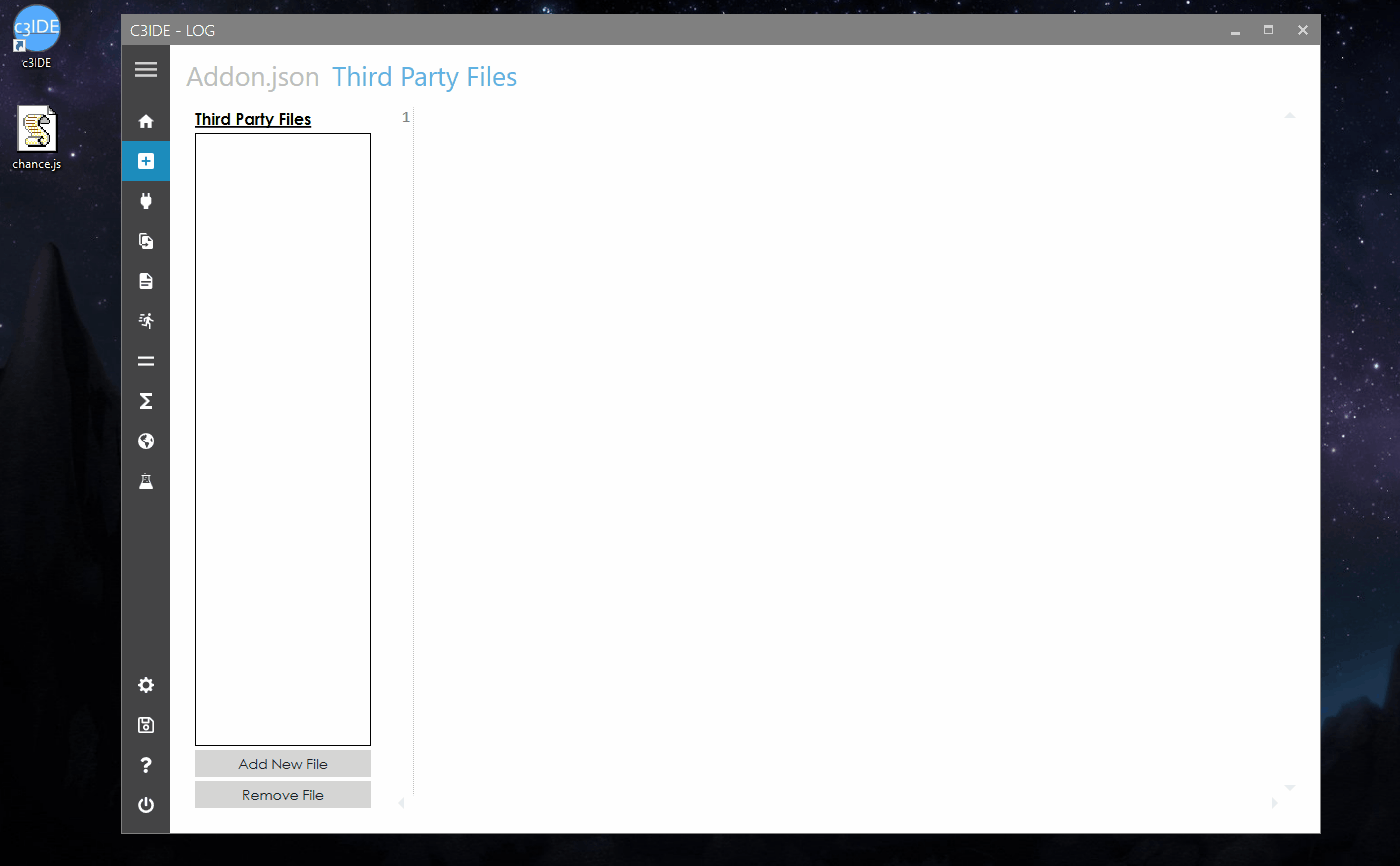 c3IDE
c3IDE
chance.js
C3IDE - LOG
Addon.json Third Party Files
Third Party Files
1
Add New File
Remove File